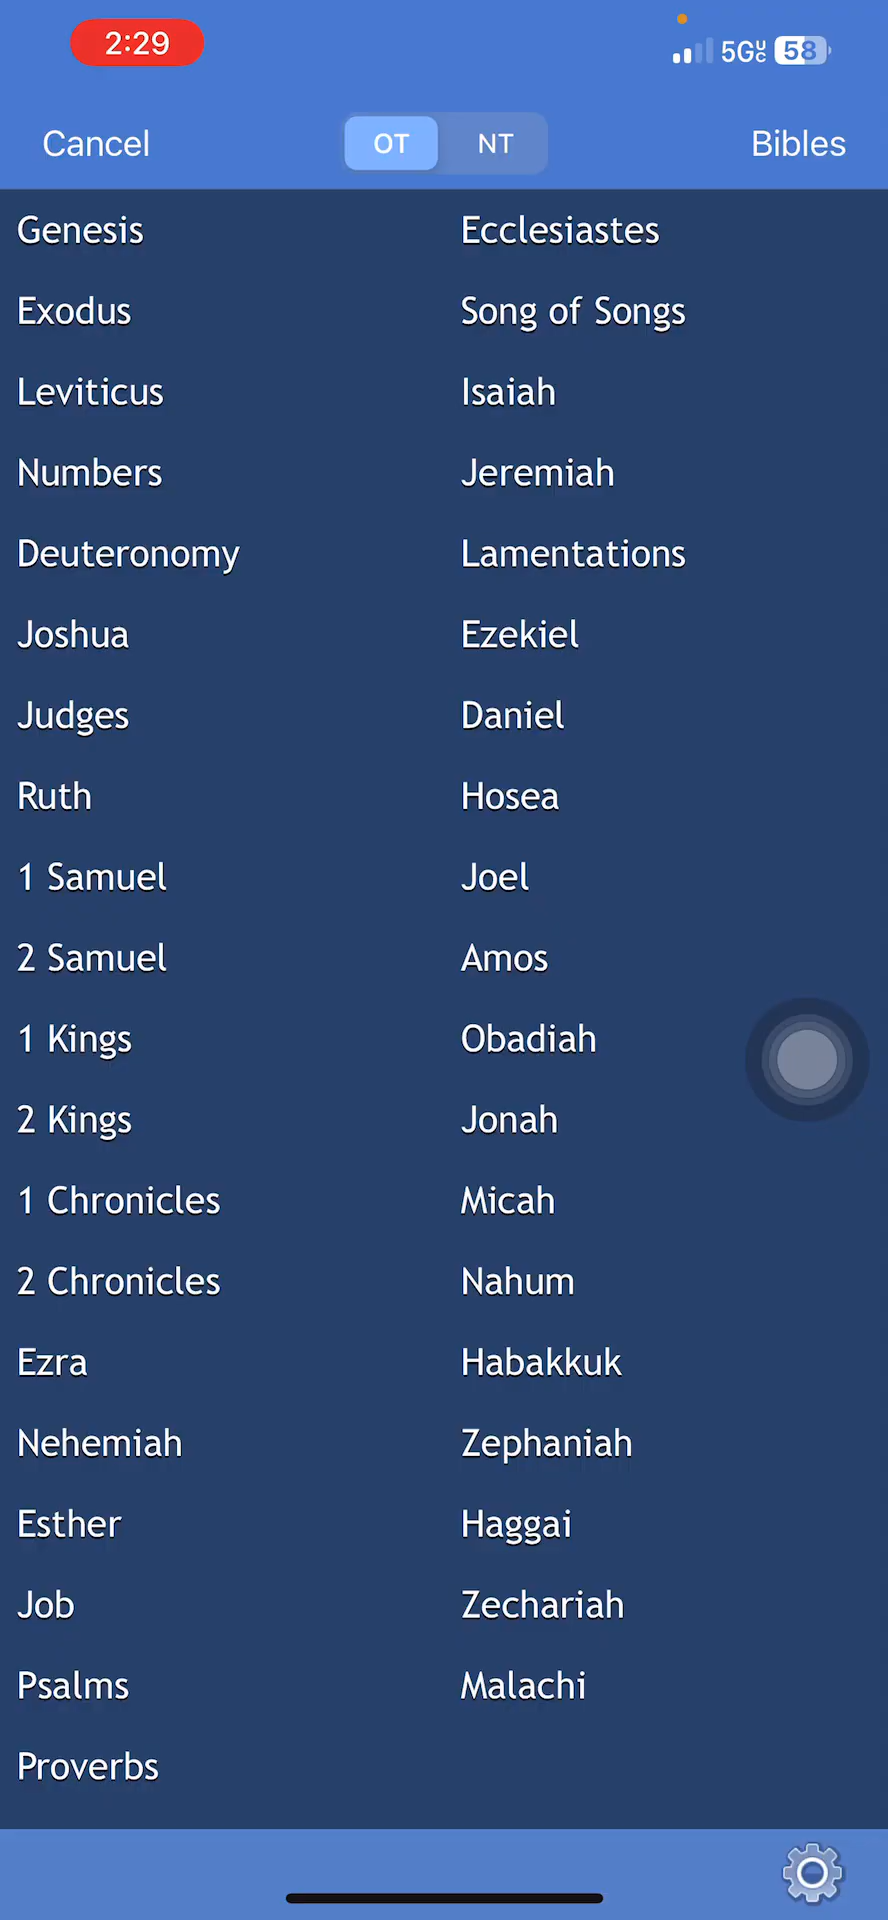 2:29
5GUC 58
Cancel OT NT Bibles
Genesis
Exodus
Leviticus
Numbers
Deuteronomy
Joshua
Judges
Ruth
1 Samuel
2 Samuel
1 Kings
2 Kings
1 Chronicles
2 Chronicles
Ezra
Nehemiah
Esther
Job
Psalms
Proverbs
Ecclesiastes
Song of Songs
Isaiah
Jeremiah
Lamentations
Ezekiel
Daniel
Hosea
Joel
Amos
Obadiah
Jonah
Micah
Nahum
Habakkuk
Zephaniah
Haggai
Zechariah
Malachi